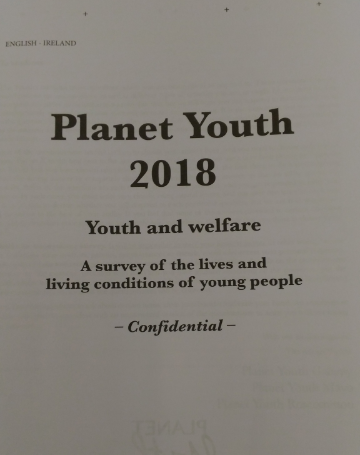 ENGLISH - IRELAND
Planet Youth
2018
Youth and welfare
A survey of the lives and
living conditions of young people
– Confidential –